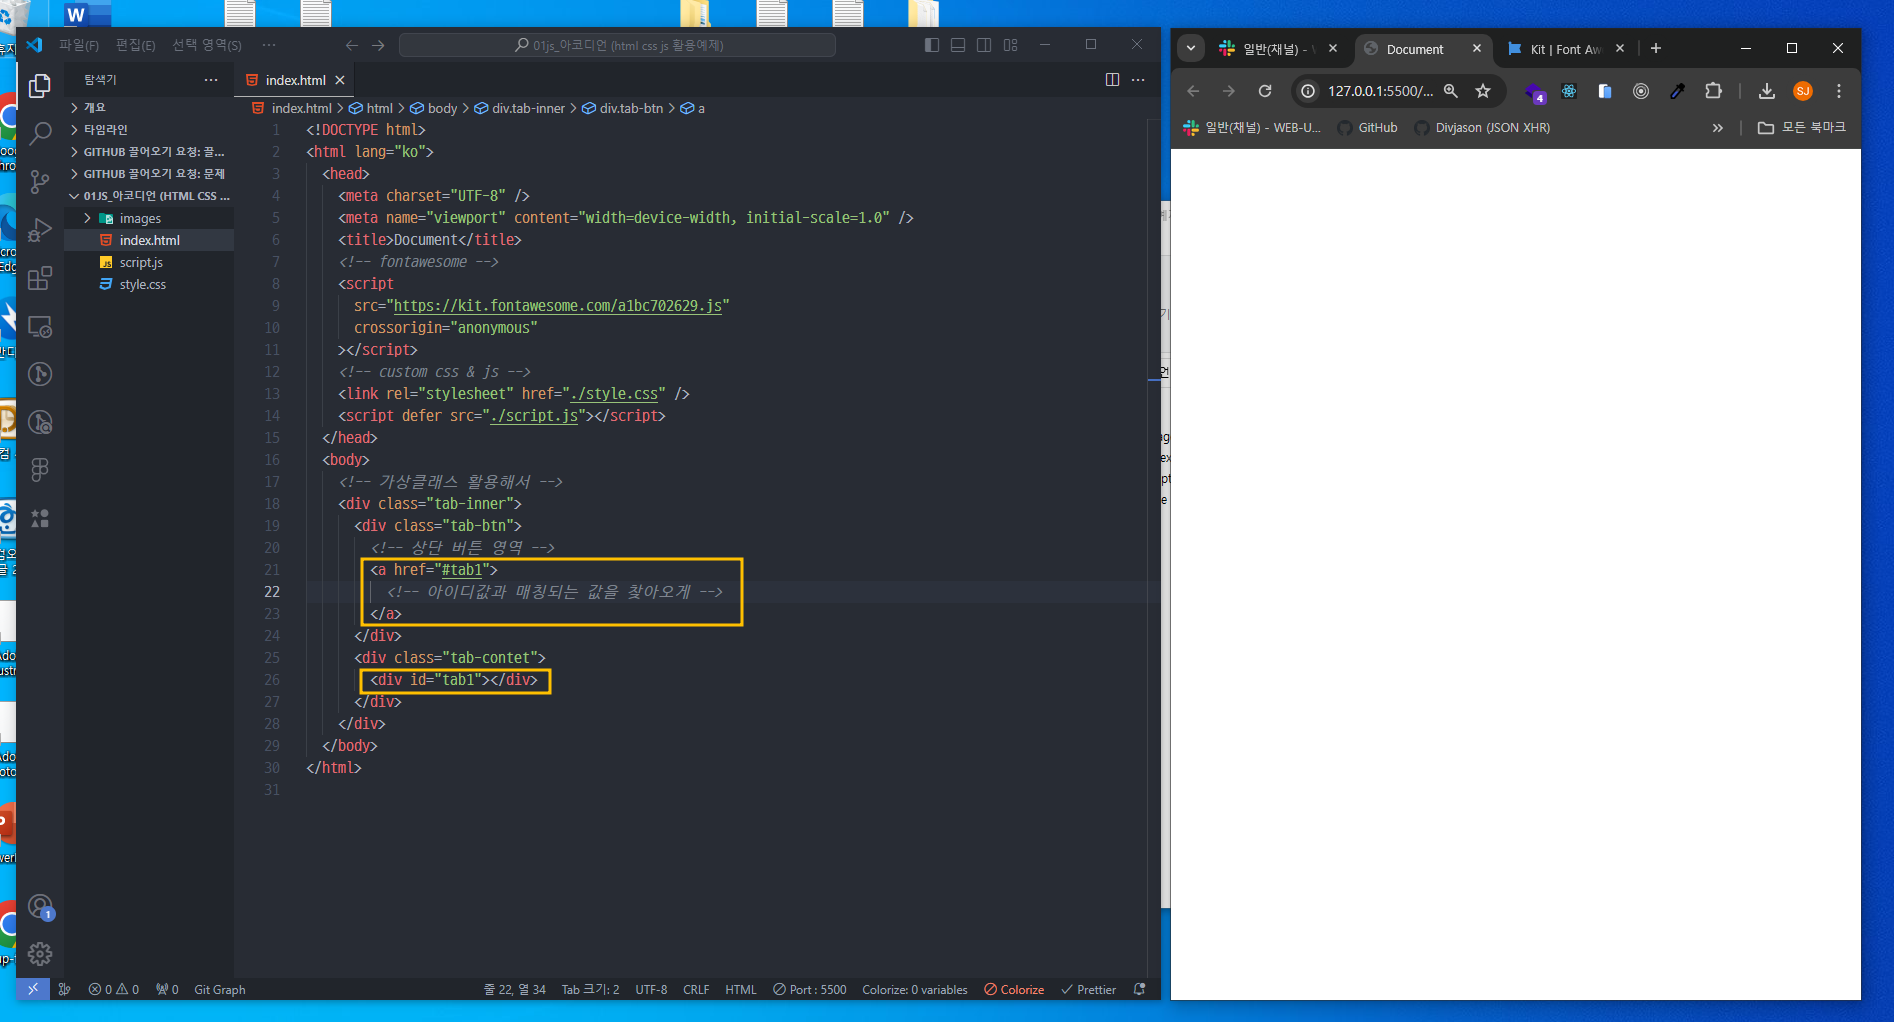 파일(F) 편집(E) 선택 영역(S) ···
01js_아코디언 (html css js 활용예제)
탐색기 ···
개요
타임라인
GITHUB 끌어오기 요청: 끌...
GITHUB 끌어오기 요청: 문제
01JS_아코디언 (HTML CSS ...
images
index.html
script.js
style.css
1
index.html
index.html > html > body > div.tab-inner > div.tab-btn > a
1 <!DOCTYPE html>
2 <html lang="ko">
3 <head>
4 <meta charset="UTF-8" />
5 <meta name="viewport" content="width=device-width, initial-scale=1.0" />
6 <title>Document</title>
7 <!-- fontawesome -->
8 <script
9 src="https://kit.fontawesome.com/a1bc702629.js"
10 crossorigin="anonymous"
11 ></script>
12 <!-- custom css & js -->
13 <link rel="stylesheet" href="./style.css" />
14 <script defer src="./script.js"></script>
15 </head>
16 <body>
17 <!-- 가상클래스 활용해서 -->
18 <div class="tab-inner">
19 <div class="tab-btn">
20 <!-- 상단 버튼 영역 -->
21 <a href="#tab1">
22 <!-- 아이디값과 매칭되는 값을 찾아오게 -->
23 </a>
24 </div>
25 <div class="tab-contet">
26 <div id="tab1"></div>
27 </div>
28 </div>
29 </body>
30 </html>
31
0 0 0 Git Graph
줄 22, 열 34 Tab 크기: 2 UTF-8 CRLF HTML Port : 5500 Colorize: 0 variables Colorize Prettier
일반(채널) - Document Kit | Font Aw
127.0.0.1:5500/...
4
SJ
일반(채널) - WEB-U... GitHub Divjason (JSON XHR) » 모든 북마크